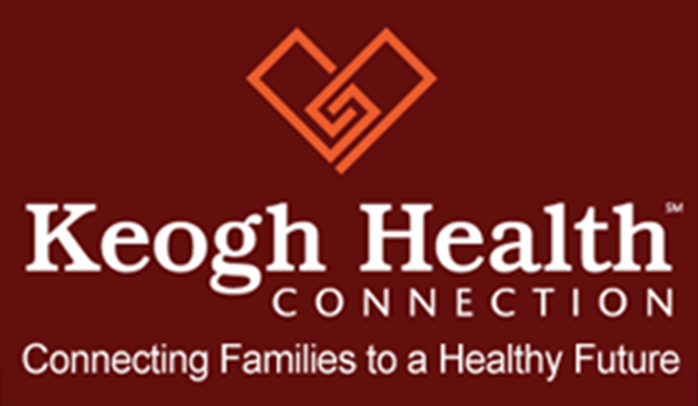 Keogh Health℠
CONNECTION
Connecting Families to a Healthy Future